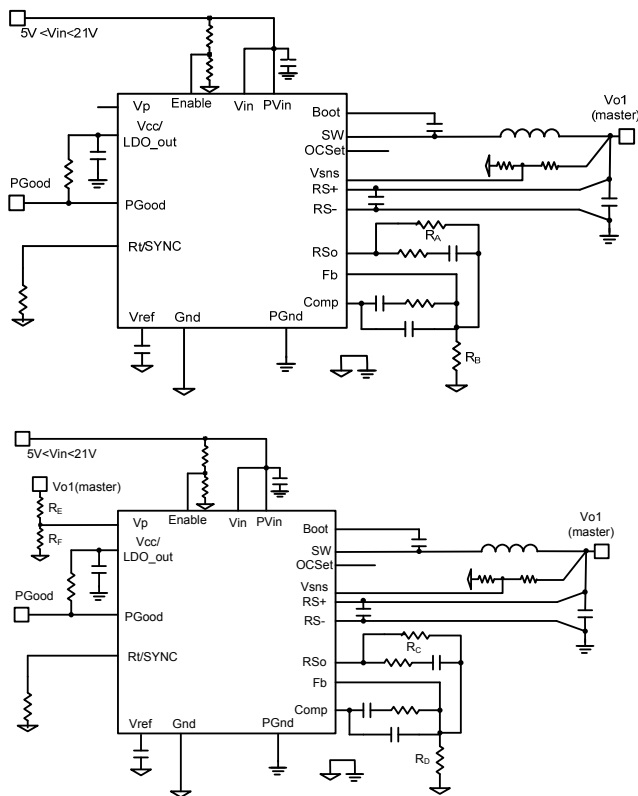 5V <Vin<21V
Vp
Enable
Vin
PVin
Boot
Vcc/
LDO_out
SW
Vo1
(master)
OCSet
Vsns
RS+
RS-
PGood
PGood
Rt/SYNC
RSo
RA
Fb
Comp
Vref
Gnd
PGnd
RB
5V<Vin<21V
Vo1(master)
RE
RF
Vp
Enable
Vin
PVin
Boot
Vcc/
LDO_out
SW
Vo1
(master)
OCSet
Vsns
RS+
RS-
PGood
PGood
Rt/SYNC
RSo
RC
Fb
Comp
Vref
Gnd
PGnd
RD